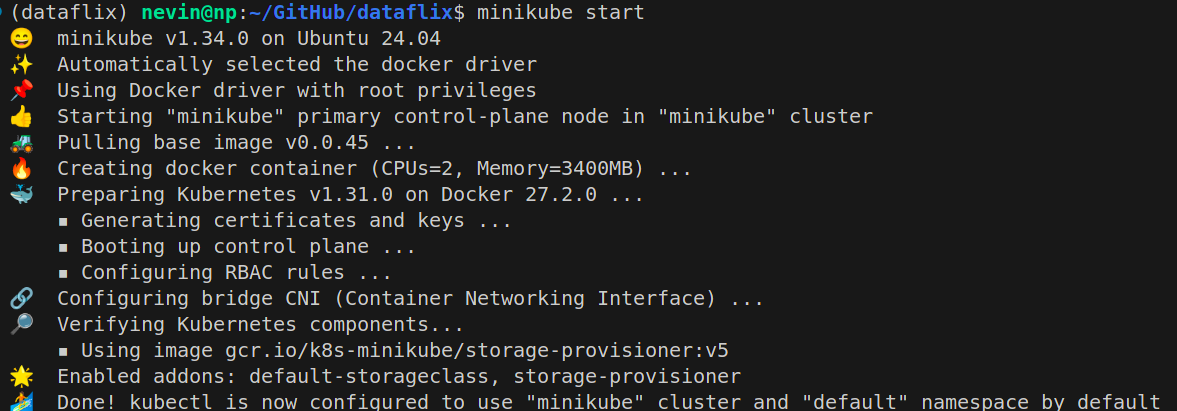 (dataflix) nevin@np:~/GitHub/dataflix$ minikube start
😄 minikube v1.34.0 on Ubuntu 24.04
✨ Automatically selected the docker driver
📌 Using Docker driver with root privileges
👍 Starting "minikube" primary control-plane node in "minikube" cluster
🚜 Pulling base image v0.0.45 ...
🔥 Creating docker container (CPUs=2, Memory=3400MB) ...
🐳 Preparing Kubernetes v1.31.0 on Docker 27.2.0 ...
▪ Generating certificates and keys ...
▪ Booting up control plane ...
▪ Configuring RBAC rules ...
🔗 Configuring bridge CNI (Container Networking Interface) ...
🔎 Verifying Kubernetes components...
▪ Using image gcr.io/k8s-minikube/storage-provisioner:v5
🌟 Enabled addons: default-storageclass, storage-provisioner
🏄 Done! kubectl is now configured to use "minikube" cluster and "default" namespace by default